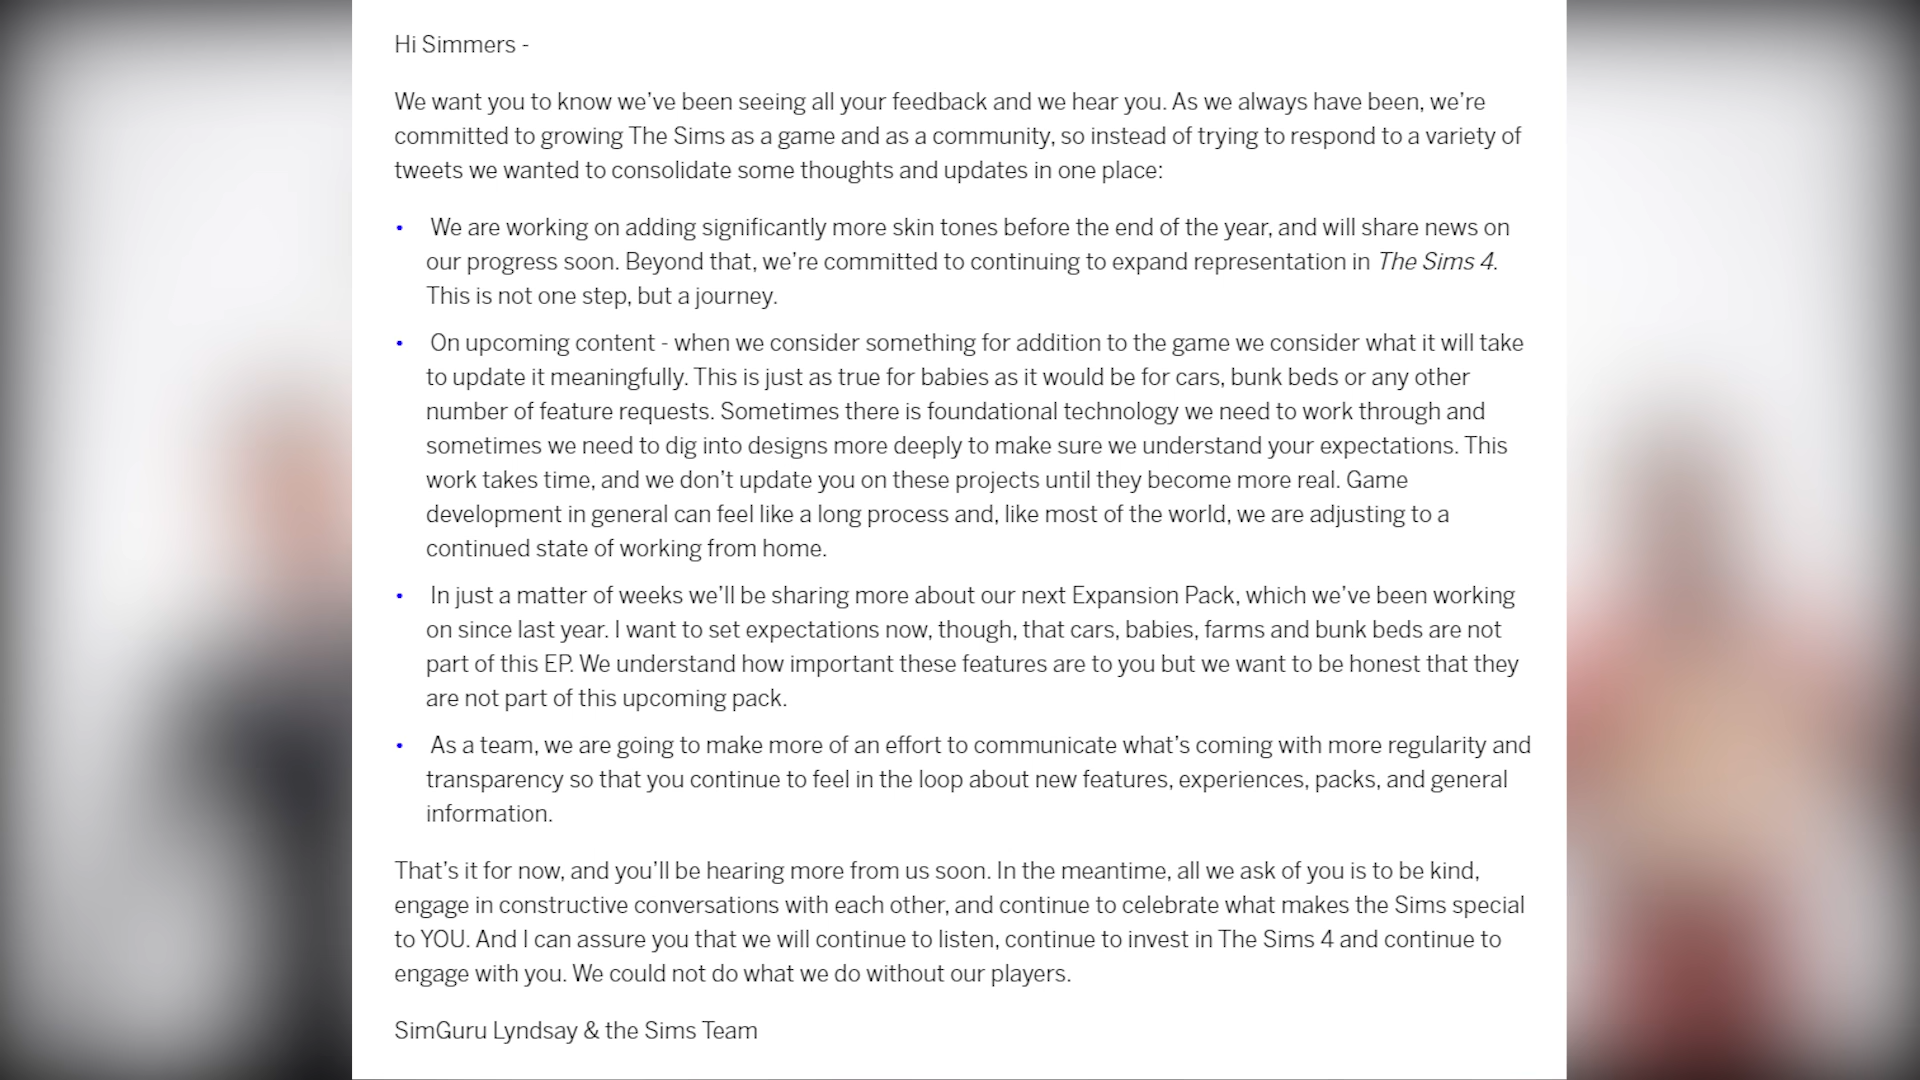 Hi Simmers -
We want you to know we've been seeing all your feedback and we hear you. As we always have been, we're
committed to growing The Sims as a game and as a community, so instead of trying to respond to a variety of
tweets we wanted to consolidate some thoughts and updates in one place:
• We are working on adding significantly more skin tones before the end of the year, and will share news on
our progress soon. Beyond that, we're committed to continuing to expand representation in The Sims 4.
This is not one step, but a journey.
• On upcoming content - when we consider something for addition to the game we consider what it will take
to update it meaningfully. This is just as true for babies as it would be for cars, bunk beds or any other
number of feature requests. Sometimes there is foundational technology we need to work through and
sometimes we need to dig into designs more deeply to make sure we understand your expectations. This
work takes time, and we don't update you on these projects until they become more real. Game
development in general can feel like a long process and, like most of the world, we are adjusting to a
continued state of working from home.
• In just a matter of weeks we'll be sharing more about our next Expansion Pack, which we've been working
on since last year. I want to set expectations now, though, that cars, babies, farms and bunk beds are not
part of this EP. We understand how important these features are to you but we want to be honest that they
are not part of this upcoming pack.
• As a team, we are going to make more of an effort to communicate what's coming with more regularity and
transparency so that you continue to feel in the loop about new features, experiences, packs, and general
information.
That's it for now, and you'll be hearing more from us soon. In the meantime, all we ask of you is to be kind,
engage in constructive conversations with each other, and continue to celebrate what makes the Sims special
to YOU. And I can assure you that we will continue to listen, continue to invest in The Sims 4 and continue to
engage with you. We could not do what we do without our players.
SimGuru Lyndsay & the Sims Team